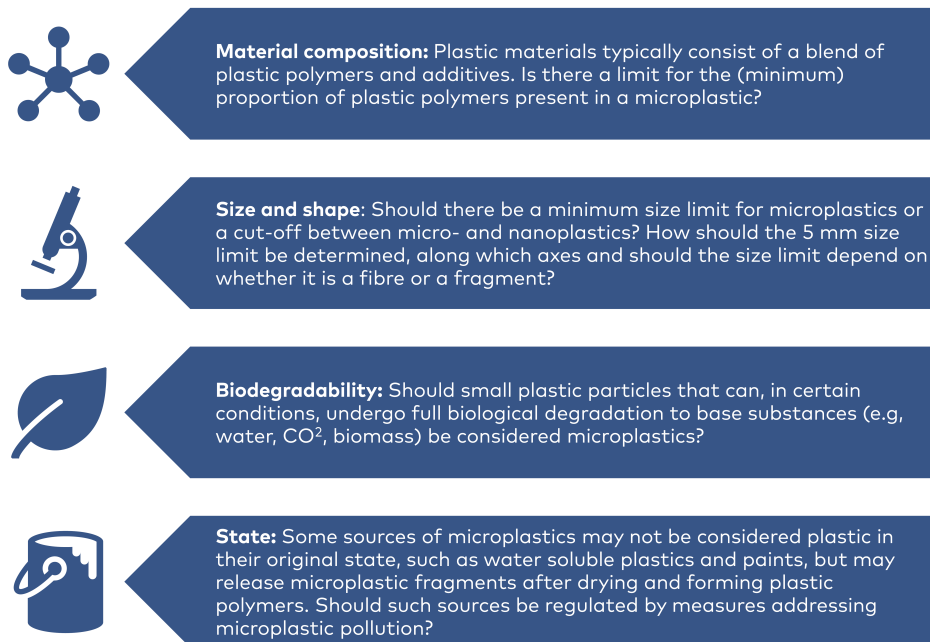 Material composition: Plastic materials typically consist of a blend of
plastic polymers and additives. Is there a limit for the (minimum)
proportion of plastic polymers present in a microplastic?
Size and shape: Should there be a minimum size limit for microplastics or
a cut-off between micro- and nanoplastics? How should the 5 mm size
limit be determined, along which axes and should the size limit depend on
whether it is a fibre or a fragment?
Biodegradability: Should small plastic particles that can, in certain
conditions, undergo full biological degradation to base substances (e.g,
water, CO², biomass) be considered microplastics?
State: Some sources of microplastics may not be considered plastic in
their original state, such as water soluble plastics and paints, but may
release microplastic fragments after drying and forming plastic
polymers. Should such sources be regulated by measures addressing
microplastic pollution?